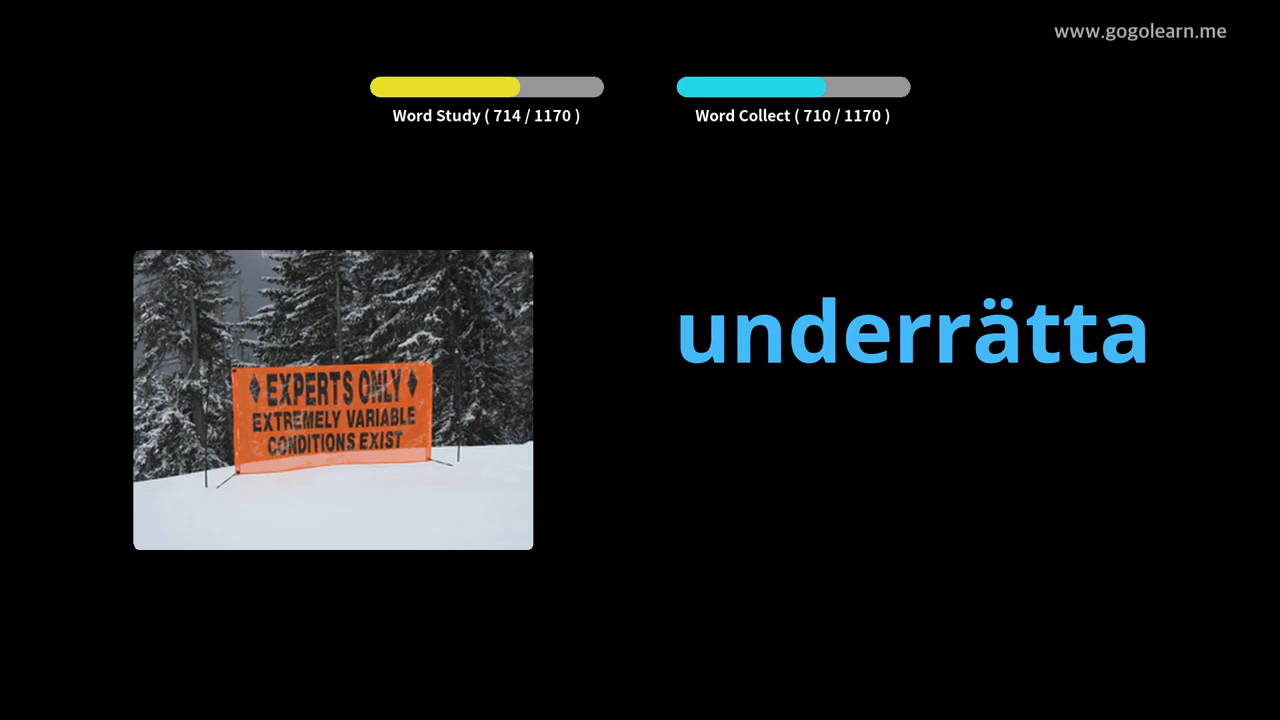 www.gogolearn.me
Word Study ( 714 / 1170 )
Word Collect ( 710 / 1170 )
EXPERTS ONLY
EXTREMELY VARIABLE
CONDITIONS EXIST
underrätta